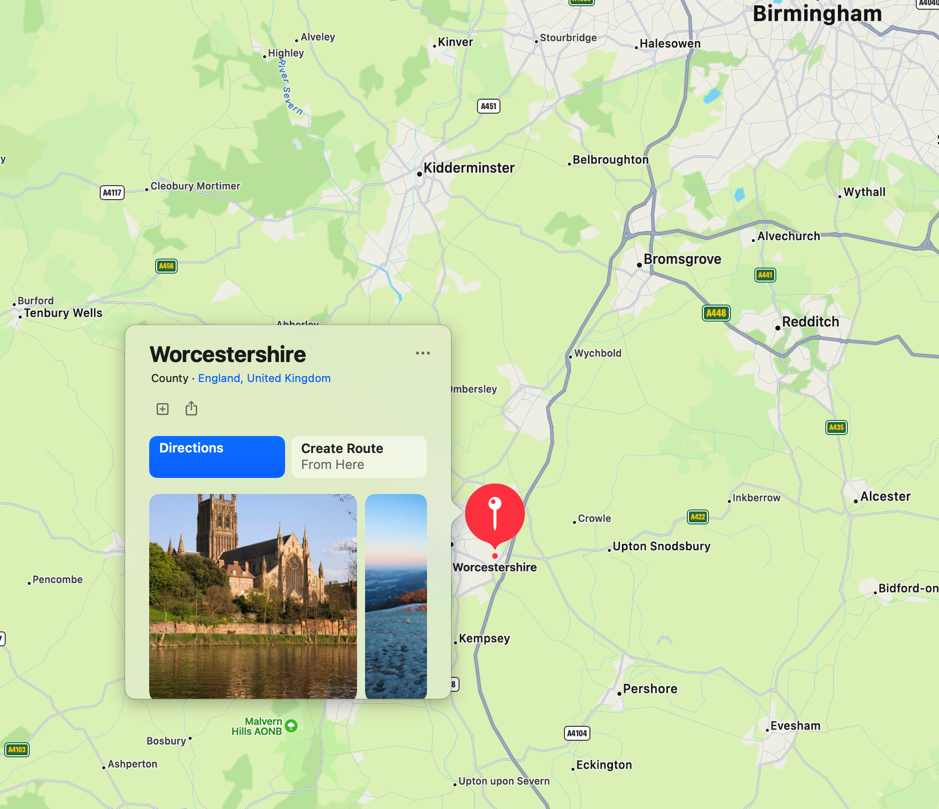 Birmingham
A4040
Alveley
Highley
Kinver
Stourbridge
Halesowen
River Severn
A451
Kidderminster
Belbroughton
A4117
Cleobury Mortimer
Wythall
Alvechurch
A456
Bromsgrove
A441
Burford
Tenbury Wells
A448
Redditch
Abberley
Worcestershire
County · England, United Kingdom
Wychbold
Ombersley
Directions
Create Route
From Here
A435
Inkberrow
Alcester
Crowle
A422
Upton Snodsbury
Worcestershire
Pencombe
Bidford-on
Kempsey
8
Pershore
Malvern
Hills AONB
Evesham
Bosbury
A4104
A4103
Ashperton
Eckington
Upton upon Severn